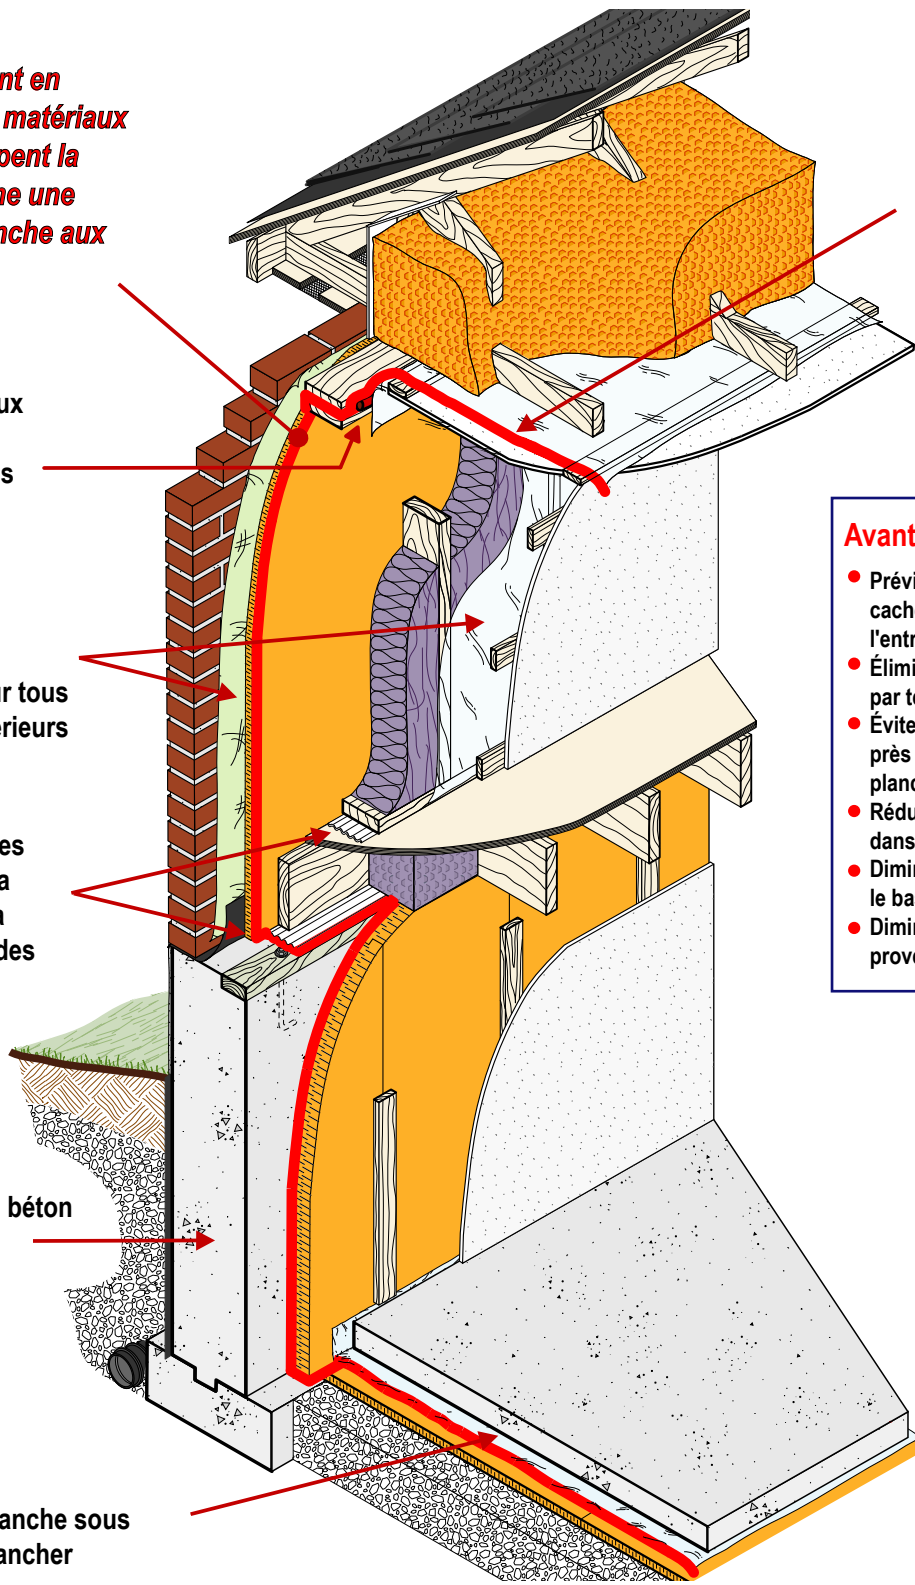 nt en
matériaux
pent la
ne une
nche aux
ux
s
ur tous
érieurs
es
a
a
des
béton
anche sous
ancher
Avant
Prévi
cach
l'entr
Élimi
par to
Évite
près
planc
Rédu
dans
Dimi
le ba
Dimi
prove